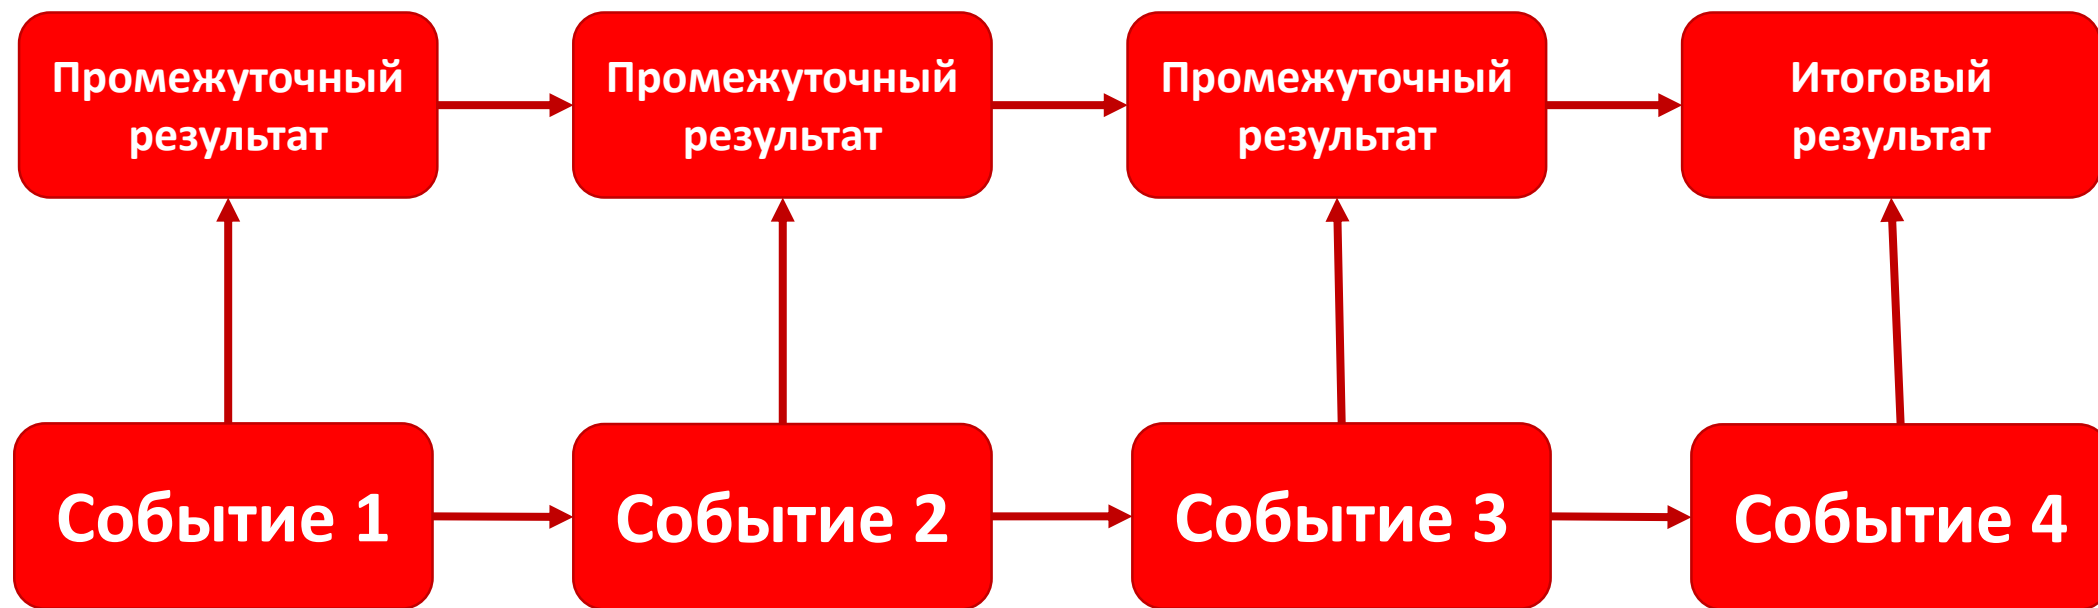 Промежуточный
результат
Промежуточный
результат
Промежуточный
результат
Итоговый
результат
Событие 1
Событие 2
Событие 3
Событие 4